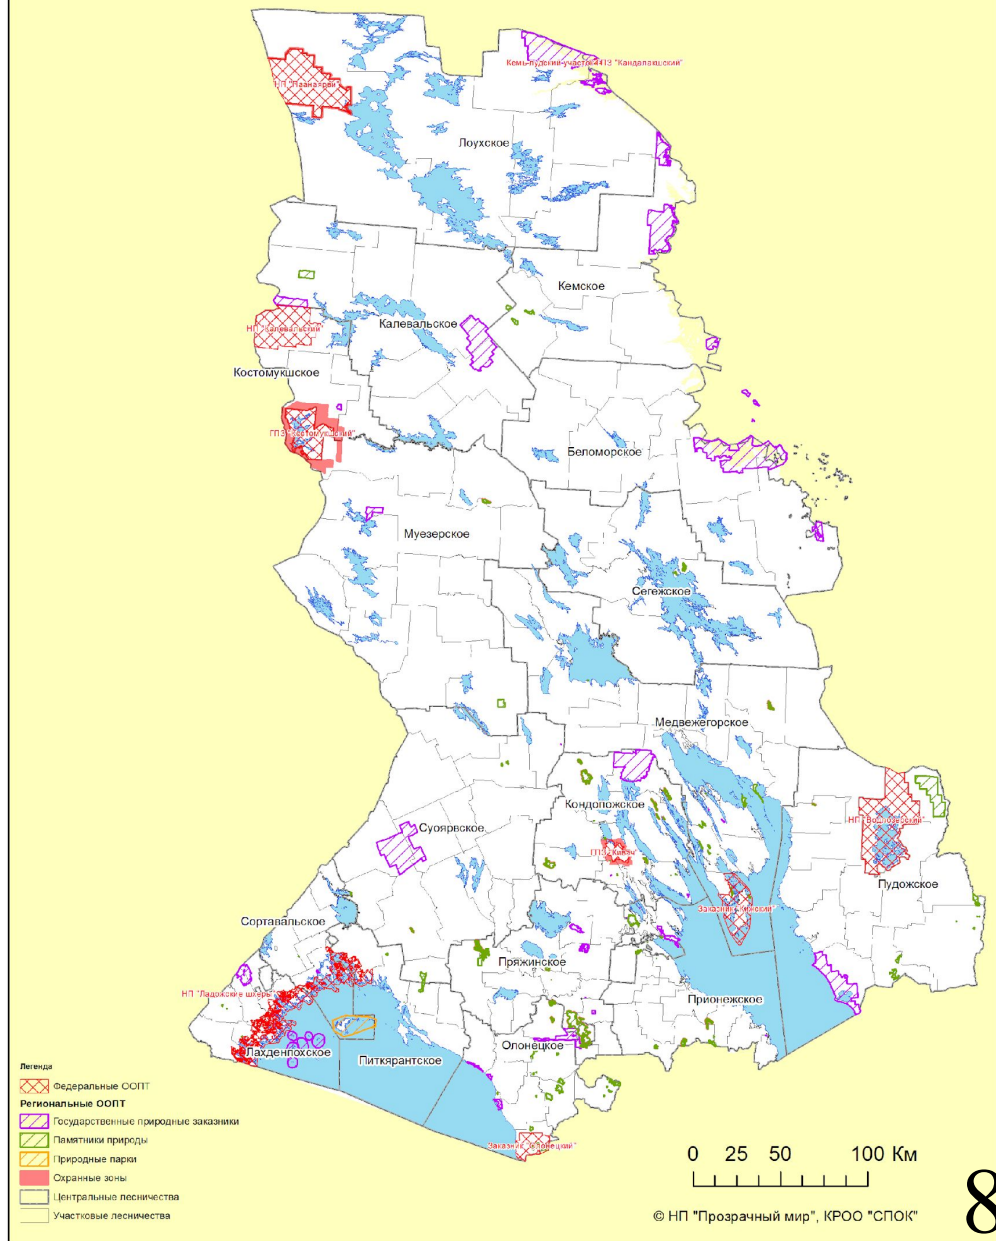 Кемь-лудский участок ГПЗ "Кандалакшский"
НП "Паанаярви"
Лоухское
Кемское
Калевальское
НП "Калевальский"
Костомукшское
ГПЗ "Костомукшский"
Беломорское
Муезерское
Сегежское
Медвежегорское
Кондопожское
НП "Водлозерский"
Суоярвское
ГПЗ "Кивач"
Пудожское
Заказник "Кижский"
Сортавальское
Пряжинское
НП "Ладожские шхеры"
Прионежское
Олонецкое
Лахденпохское
Питкярантское
Заказник "Олонецкий"
Легенда
Федеральные ООПТ
Региональные ООПТ
Государственные природные заказники
Памятники природы
Природные парки
Охранные зоны
Центральные лесничества
Участковые лесничества
0 25 50 100 Км
© НП "Прозрачный мир", КРОО "СПОК"
8